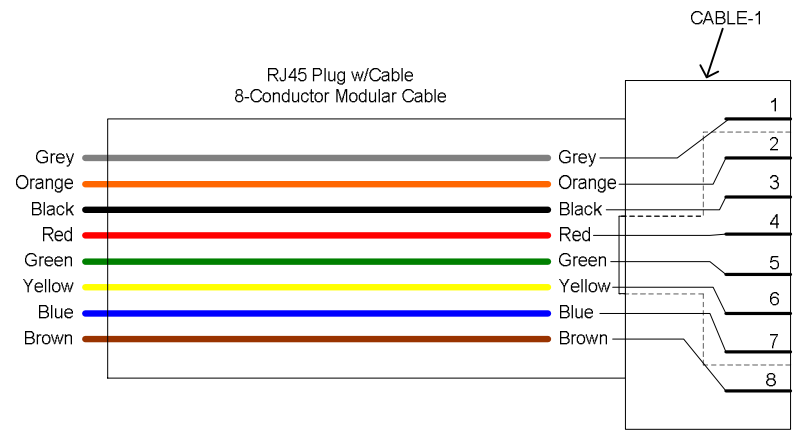 CABLE-1
RJ45 Plug w/Cable
8-Conductor Modular Cable
1
Grey Grey 2
Orange Orange 3
Black Black
Red Red 4
Green Green 5
Yellow Yellow 6
Blue Blue 7
Brown Brown 8